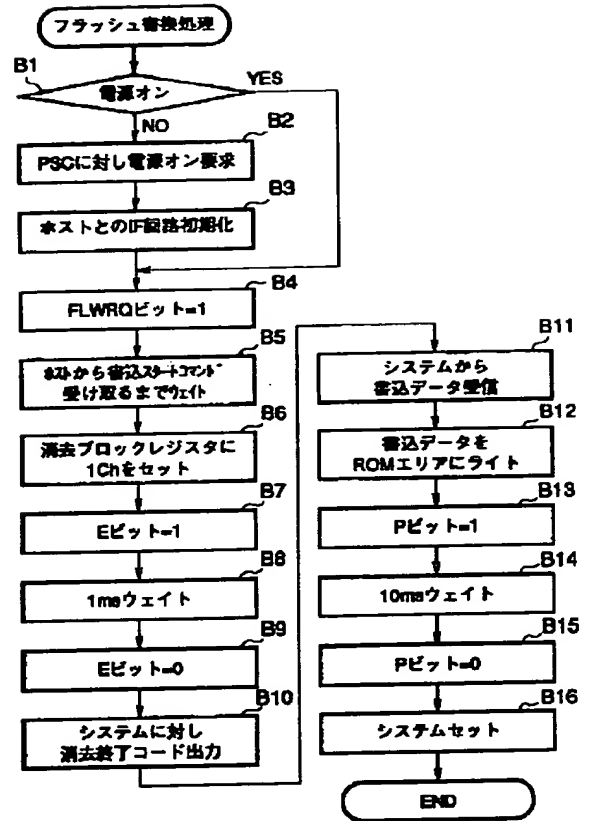 フラッシュ書換処理
B1
電源オン
YES
NO
B2
PSCに対し電源オン要求
B3
ホストとのIF回路初期化
B4
FLWRQビット=1
B5
ホストから書込スタートコマンド
受け取るまでウェイト
B6
消去ブロックレジスタに
1Chをセット
B7
Eビット=1
B8
1msウェイト
B9
Eビット=0
B10
システムに対し
消去終了コード出力
B11
システムから
書込データ受信
B12
書込データを
ROMエリアにライト
B13
Pビット=1
B14
10msウェイト
B15
Pビット=0
B16
システムセット
END